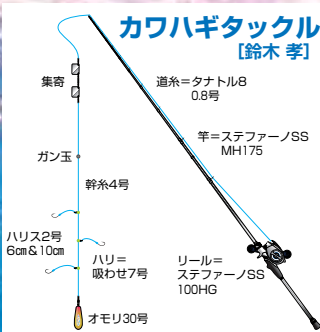 カワハギタックル
[鈴木 孝]
集寄
道糸=タナトル8
0.8号
竿=ステファーノSS
MH175
ガン玉
幹糸4号
ハリス2号
6cm&10cm
ハリ=
吸わせ7号
リール=
ステファーノSS
100HG
オモリ30号